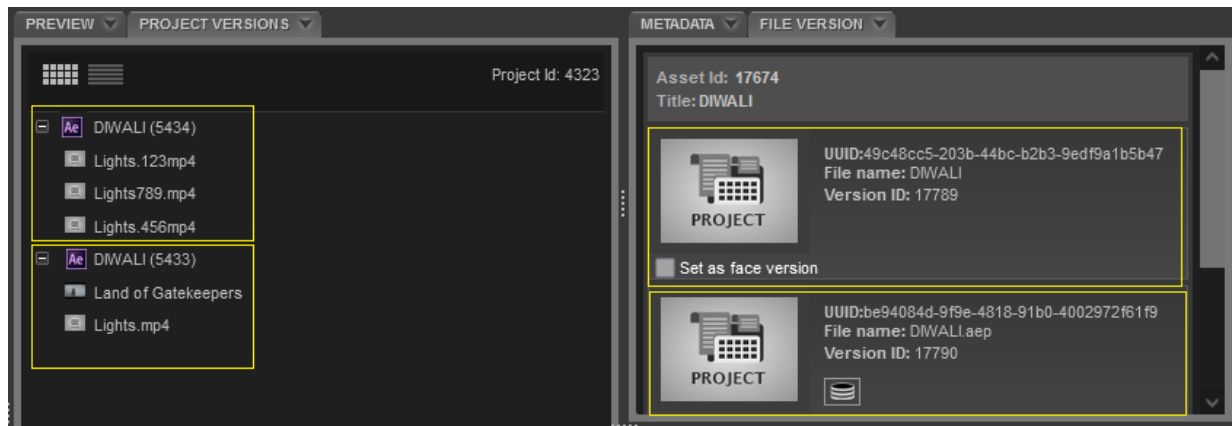 PREVIEW
PROJECT VERSIONS
Project Id: 4323
Ae DIWALI (5434)
Lights.123mp4
Lights789.mp4
Lights.456mp4
Ae DIWALI (5433)
Land of Gatekeepers
Lights.mp4
METADATA
FILE VERSION
Asset Id: 17674
Title: DIWALI
PROJECT
UUID:49c48cc5-203b-44bc-b2b3-9edf9a1b5b47
File name: DIWALI
Version ID: 17789
Set as face version
PROJECT
UUID:be94084d-9f9e-4818-91b0-4002972f61f9
File name: DIWALI.aep
Version ID: 17790